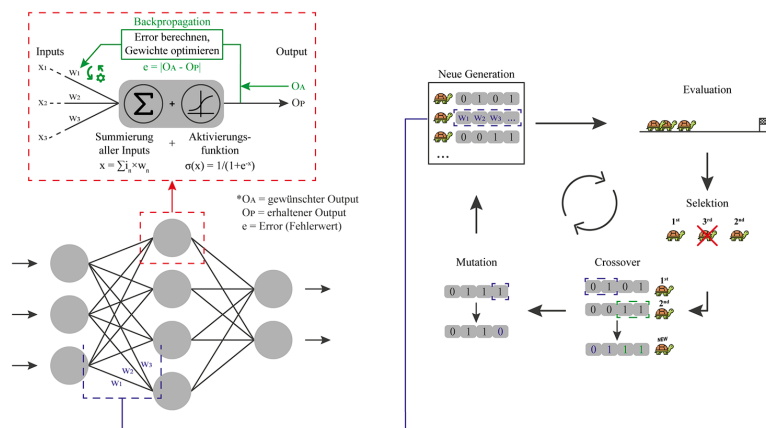 Backpropagation
Error berechnen,
Gewichte optimieren
e = |OA - OP|
Inputs
Output
x1
x2
x3
w1
w2
w3
Σ
+
OA
OP
Summierung
aller Inputs
+
Aktivierungs-
funktion
x = ∑in×wn
σ(x) = 1/(1+e-x)
*OA = gewünschter Output
OP = erhaltener Output
e = Error (Fehlerwert)
w3
w2
w1
Neue Generation
0 1 0 1
w1 w2 w3 ...
0 0 1 1
...
Evaluation
Selektion
1st
3rd
2nd
Crossover
1st
0 1 0 1
2nd
0 0 1 1
NEW
0 1 1 1
Mutation
0 1 1 1
0 1 1 0